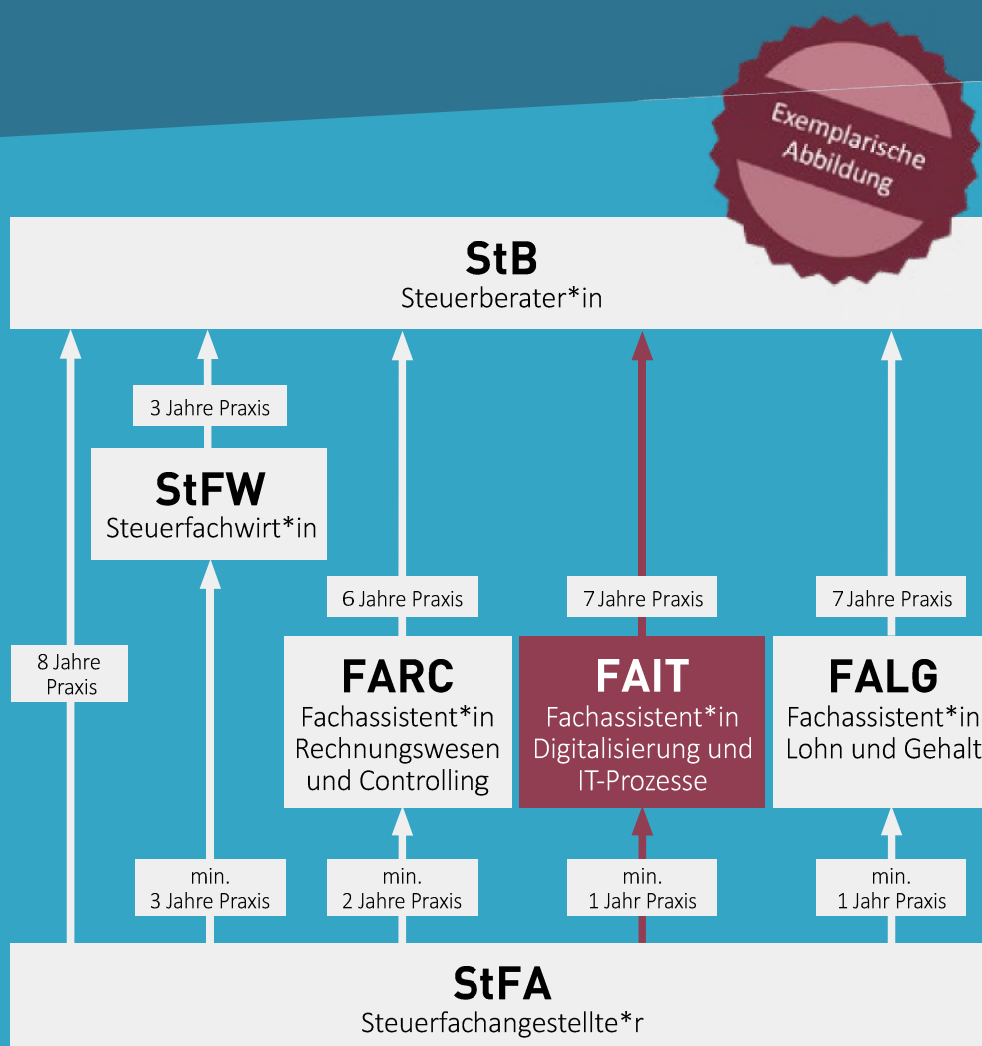 Exemplarische
Abbildung
StB
Steuerberater*in
3 Jahre Praxis
StFW
Steuerfachwirt*in
6 Jahre Praxis
7 Jahre Praxis
7 Jahre Praxis
8 Jahre
Praxis
FARC
Fachassistent*in
Rechnungswesen
und Controlling
FAIT
Fachassistent*in
Digitalisierung und
IT-Prozesse
FALG
Fachassistent*in
Lohn und Gehalt
min.
3 Jahre Praxis
min.
2 Jahre Praxis
min.
1 Jahr Praxis
min.
1 Jahr Praxis
StFA
Steuerfachangestellte*r